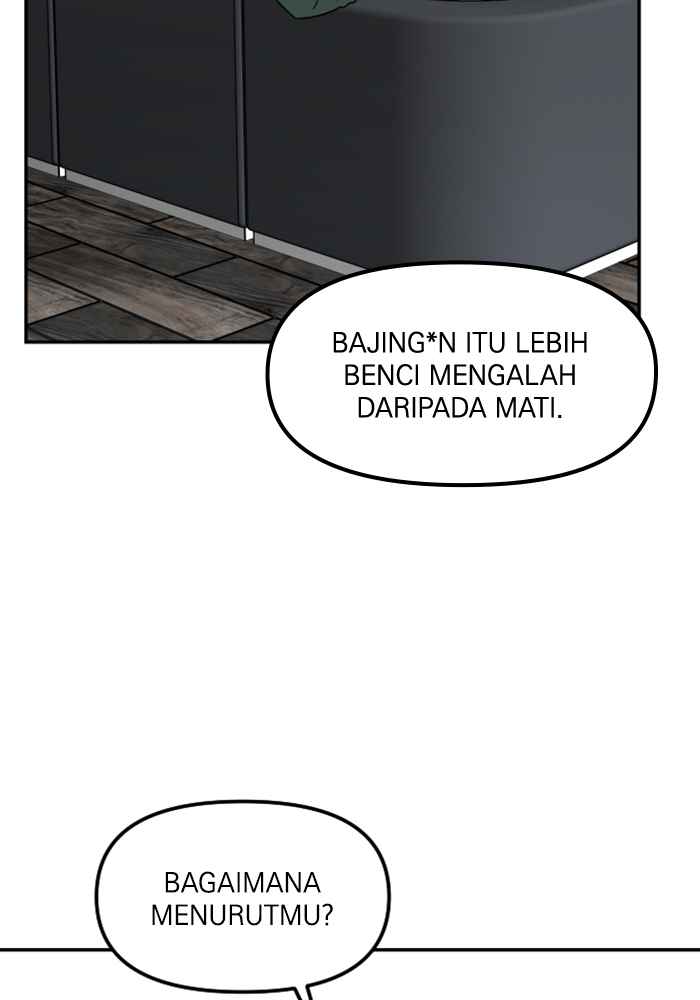 BAJING*N ITU LEBIH
BENCI MENGALAH
DARIPADA MATI.
BAGAIMANA
MENURUTMU?